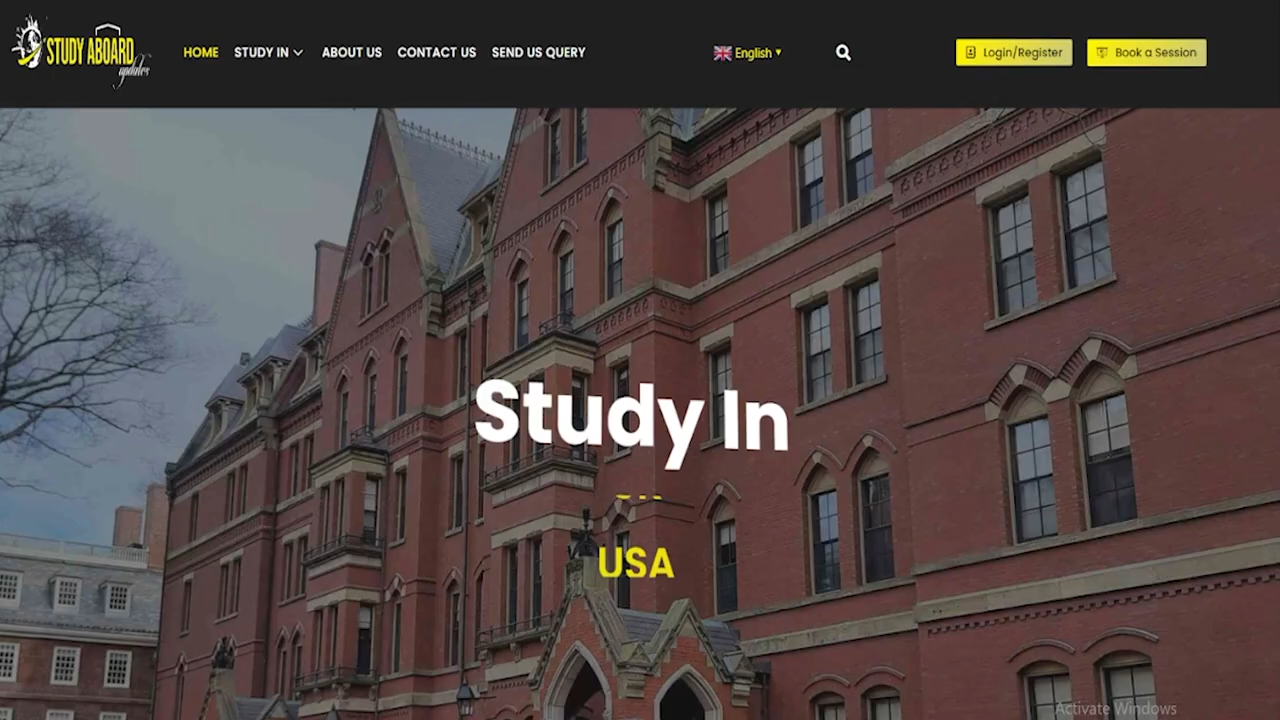 STUDY ABOARD
updates
HOME
STUDY IN
ABOUT US
CONTACT US
SEND US QUERY
English
Login/Register
Book a Session
Study In
USA
Activate Windows